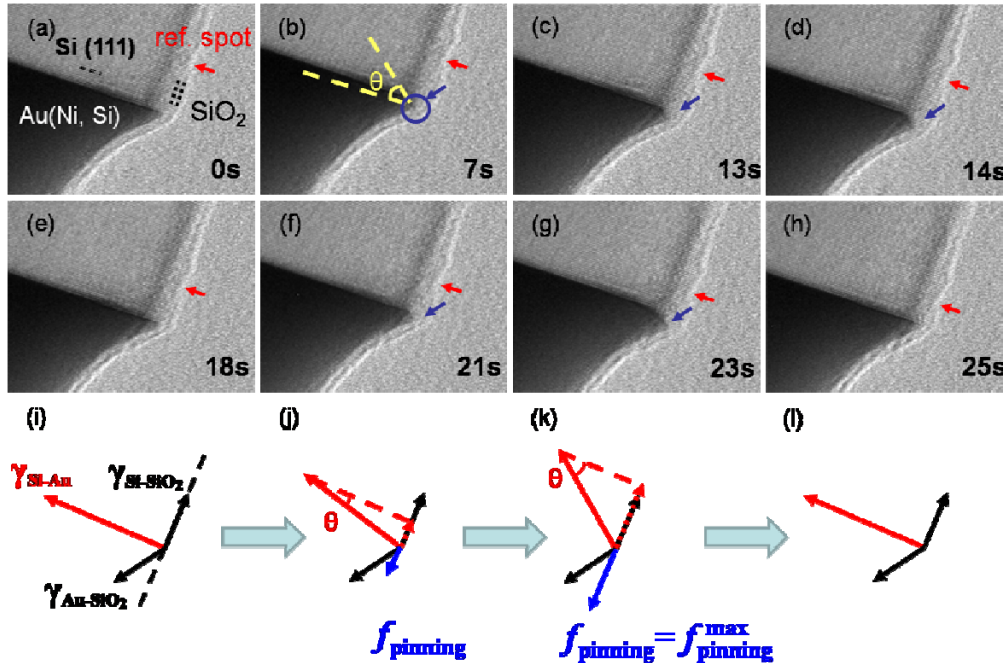 (a)
Si (111)
ref. spot
Au(Ni, Si)
SiO₂
0s
(b)
θ
7s
(c)
13s
(d)
14s
(e)
18s
(f)
21s
(g)
23s
(h)
25s
(i)
γSi-Au
γSi-SiO₂
γAu-SiO₂
(j)
θ
fpinning
(k)
θ
fpinning = fmaxpinning
(l)